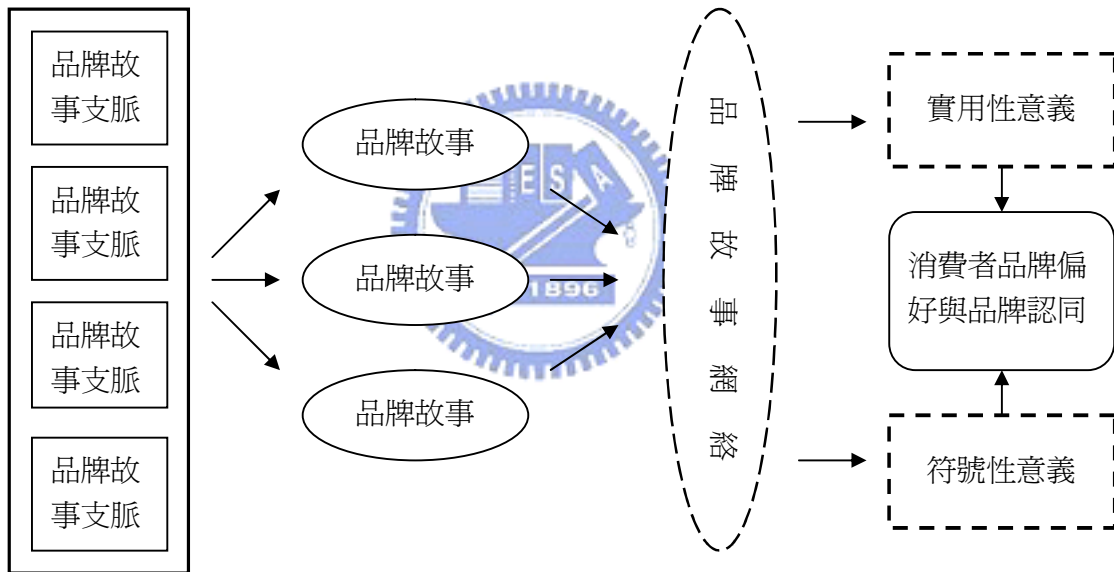 品牌故
事支脈
品牌故
事支脈
品牌故
事支脈
品牌故
事支脈
品牌故事
品牌故事
品牌故事
ESA
1896
品牌故事網絡
實用性意義
消費者品牌偏
好與品牌認同
符號性意義